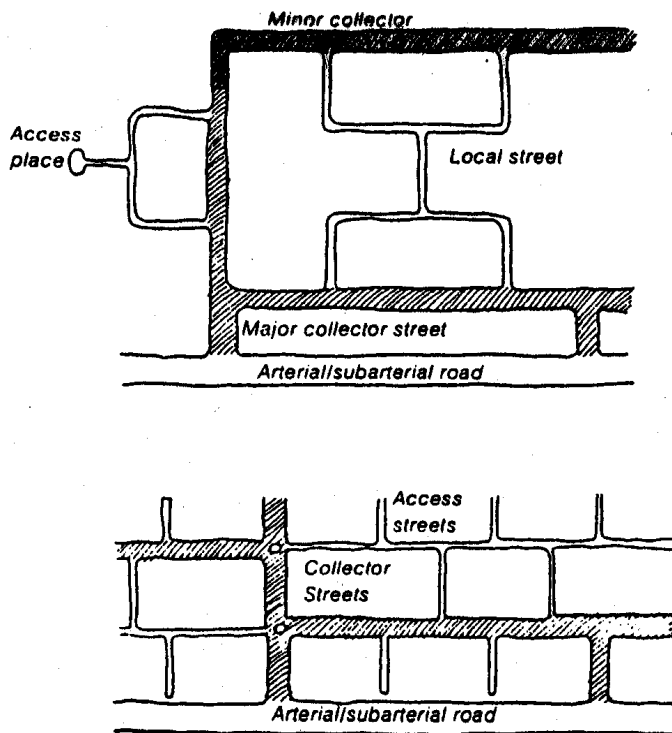 Minor collector
Access
place
Local street
Major collector street
Arterial/subarterial road
Access
streets
Collector
Streets
Arterial/subarterial road